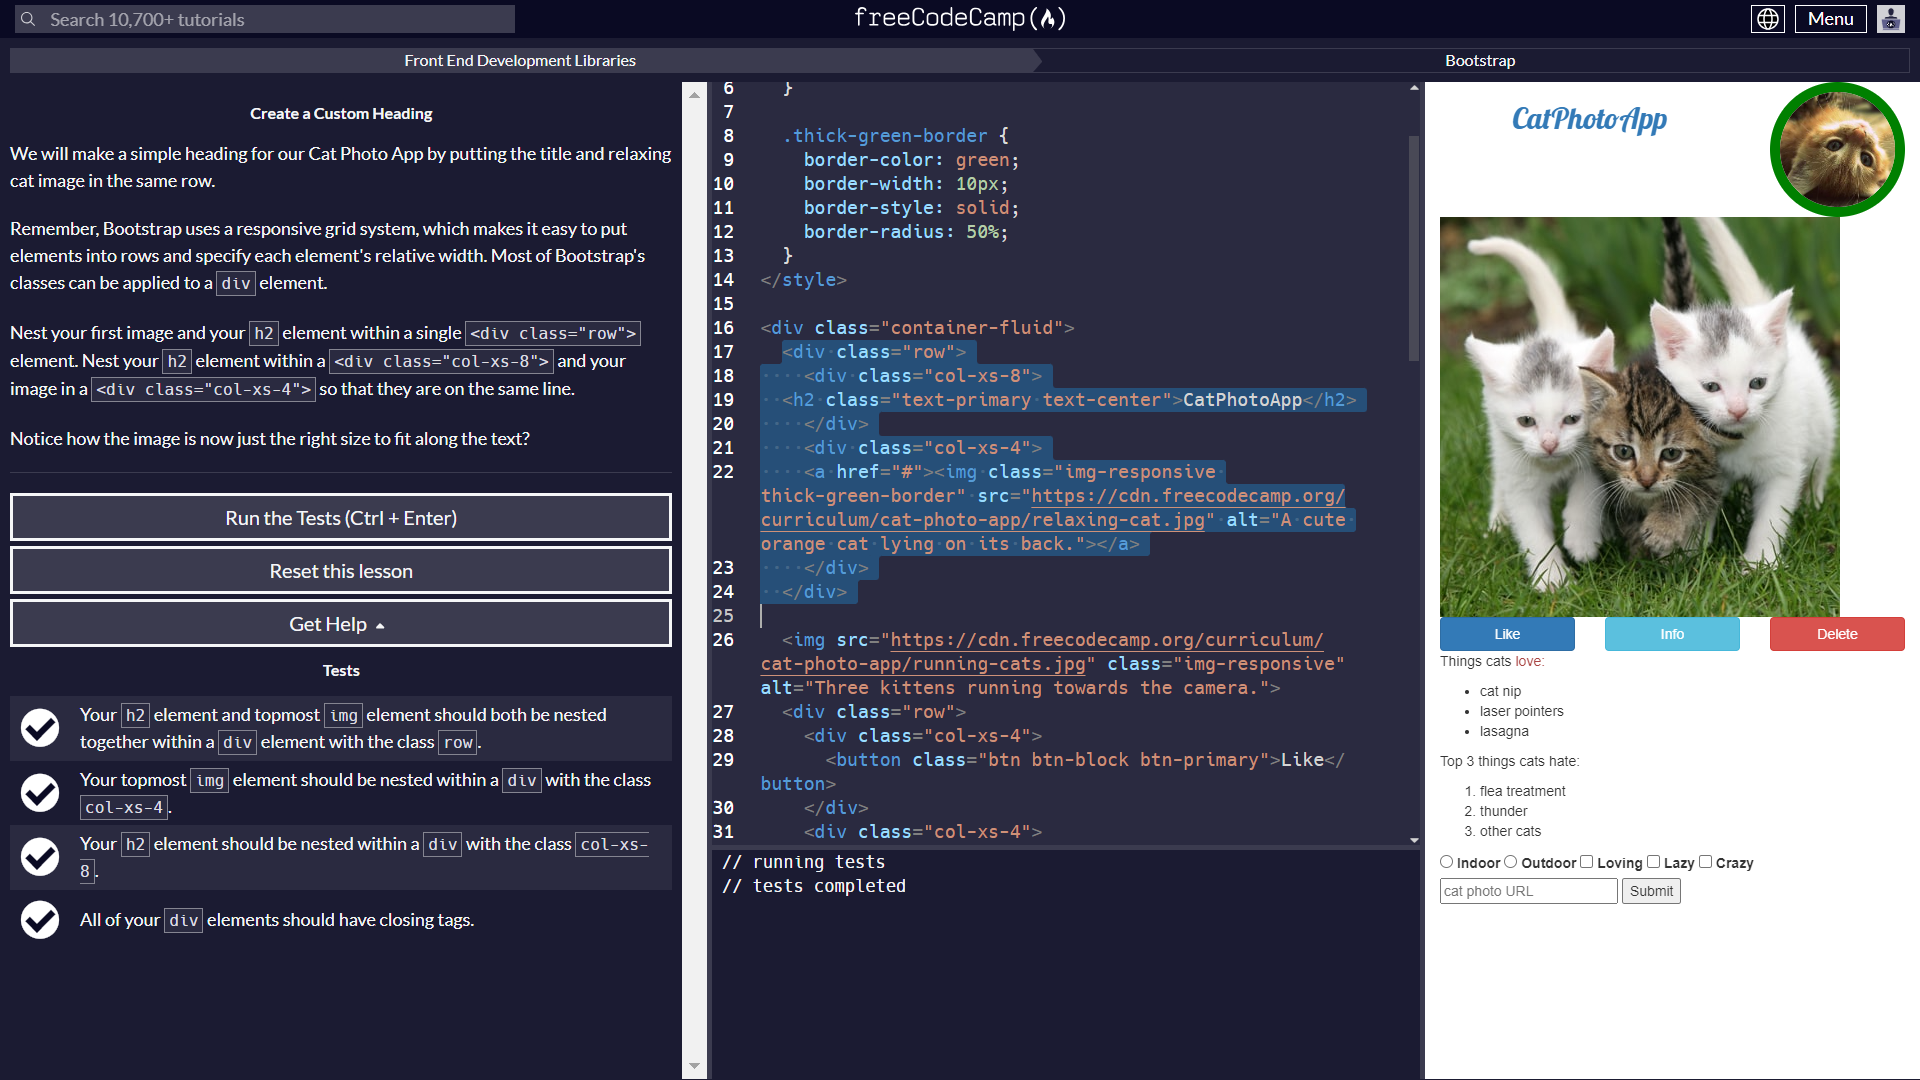 Search 10,700+ tutorials
freeCodeCamp
Menu
Front End Development Libraries
Bootstrap
Create a Custom Heading
We will make a simple heading for our Cat Photo App by putting the title and relaxing
cat image in the same row.
Remember, Bootstrap uses a responsive grid system, which makes it easy to put
elements into rows and specify each element's relative width. Most of Bootstrap's
classes can be applied to a div element.
Nest your first image and your h2 element within a single <div class="row">
element. Nest your h2 element within a <div class="col-xs-8"> and your
image in a <div class="col-xs-4"> so that they are on the same line.
Notice how the image is now just the right size to fit along the text?
Run the Tests (Ctrl + Enter)
Reset this lesson
Get Help
Tests
Your h2 element and topmost img element should both be nested
together within a div element with the class row.
Your topmost img element should be nested within a div with the class
col-xs-4.
Your h2 element should be nested within a div with the class col-xs-
8.
All of your div elements should have closing tags.
6 }
7
8 .thick-green-border {
9 border-color: green;
10 border-width: 10px;
11 border-style: solid;
12 border-radius: 50%;
13 }
14 </style>
15
16 <div class="container-fluid">
17 <div class="row">
18 <div class="col-xs-8">
19 <h2 class="text-primary text-center">CatPhotoApp</h2>
20 </div>
21 <div class="col-xs-4">
22 <a href="#"><img class="img-responsive
thick-green-border" src="https://cdn.freecodecamp.org/
curriculum/cat-photo-app/relaxing-cat.jpg" alt="A cute
orange cat lying on its back."></a>
23 </div>
24 </div>
25
26 <img src="https://cdn.freecodecamp.org/curriculum/
cat-photo-app/running-cats.jpg" class="img-responsive"
alt="Three kittens running towards the camera.">
27 <div class="row">
28 <div class="col-xs-4">
29 <button class="btn btn-block btn-primary">Like</
button>
30 </div>
31 <div class="col-xs-4">
// running tests
// tests completed
CatPhotoApp
Like
Info
Delete
Things cats love:
• cat nip
• laser pointers
• lasagna
Top 3 things cats hate:
1. flea treatment
2. thunder
3. other cats
Indoor Outdoor Loving Lazy Crazy
cat photo URL
Submit